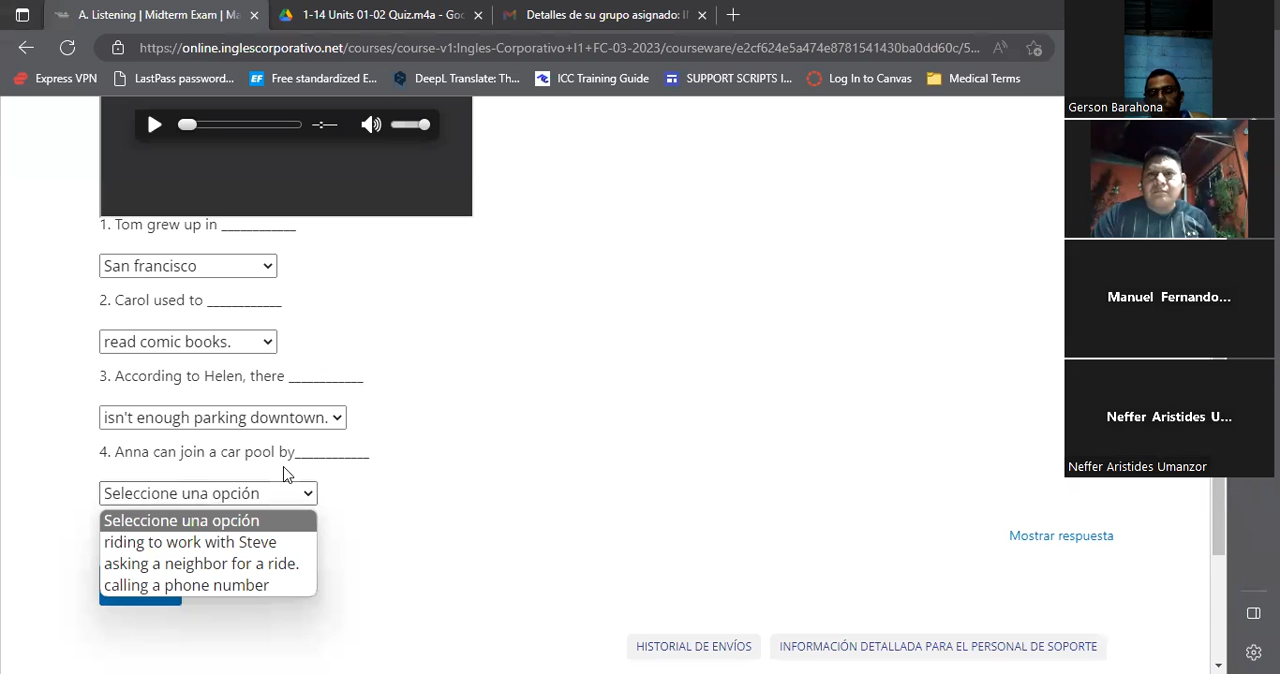 A. Listening | Midterm Exam | Ma
1-14 Units 01-02 Quiz.m4a - Goo
Detalles de su grupo asignado: I
https://online.inglescorporativo.net/courses/course-v1:Ingles-Corporativo+I1+FC-03-2023/courseware/e2cf624e5a474e8781541430ba0dd60c/5...
Express VPN
LastPass password...
Free standardized E...
DeepL Translate: Th...
ICC Training Guide
SUPPORT SCRIPTS I...
Log In to Canvas
Medical Terms
Gerson Barahona
1. Tom grew up in ____________
San francisco
2. Carol used to ____________
read comic books.
3. According to Helen, there ____________
isn't enough parking downtown.
4. Anna can join a car pool by____________
Seleccione una opción
Seleccione una opción
riding to work with Steve
asking a neighbor for a ride.
calling a phone number
Mostrar respuesta
HISTORIAL DE ENVÍOS
INFORMACIÓN DETALLADA PARA EL PERSONAL DE SOPORTE
Manuel Fernando...
Neffer Aristides U...
Neffer Aristides Umanzor